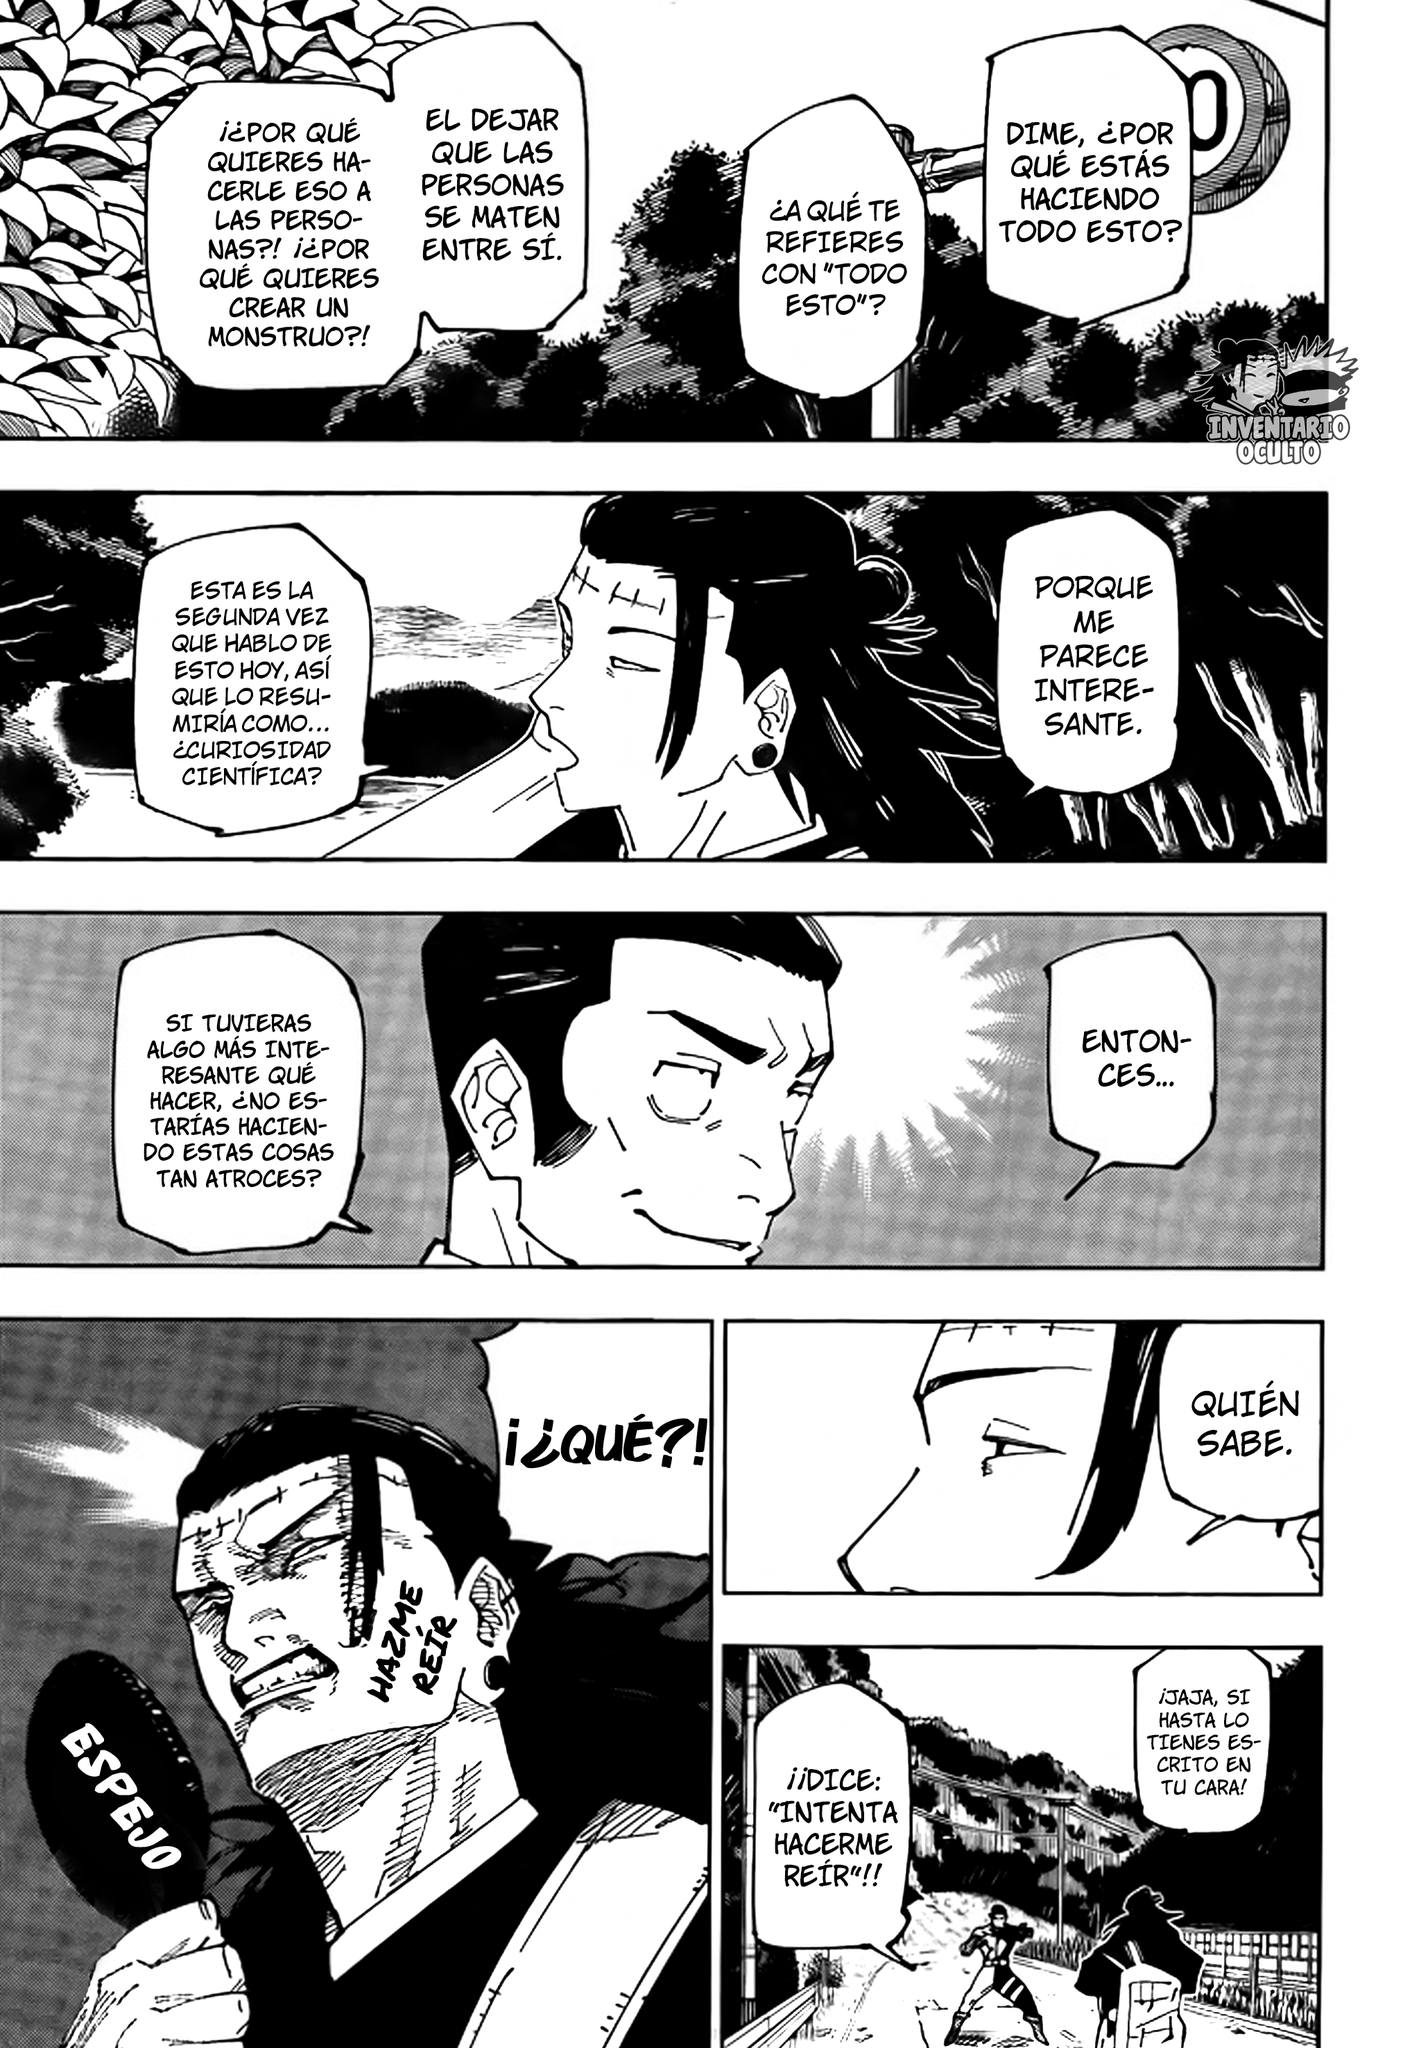 DIME, ¿POR
QUÉ ESTÁS
HACIENDO
TODO ESTO?
¿A QUÉ TE
REFIERES
CON "TODO
ESTO"?
EL DEJAR
QUE LAS
PERSONAS
SE MATEN
ENTRE SÍ.
¡¿POR QUÉ
QUIERES HA-
CERLE ESO A
LAS PERSO-
NAS?! ¡¿POR
QUÉ QUIERES
CREAR UN
MONSTRUO?!
0
INVENTARIO
OCULTO
PORQUE
ME
PARECE
INTERE-
SANTE.
ESTA ES LA
SEGUNDA VEZ
QUE HABLO DE
ESTO HOY, ASÍ
QUE LO RESU-
MIRÍA COMO...
¿CURIOSIDAD
CIENTÍFICA?
ENTON-
CES...
SI TUVIERAS
ALGO MÁS INTE-
RESANTE QUÉ
HACER, ¿NO ES-
TARÍAS HACIEN-
DO ESTAS COSAS
TAN ATROCES?
QUIÉN
SABE.
¡JAJA, SI
HASTA LO
TIENES ES-
CRITO EN
TU CARA!
¡¡DICE:
"INTENTA
HACERME
REÍR"!!
¡¿QUÉ?!
HAZME
REÍR
ESPEJO